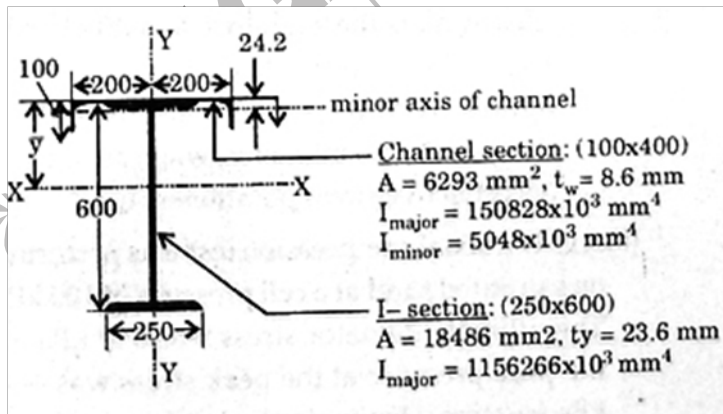 Y
24.2
100
200
200
minor axis of channel
y̅
Channel section: (100x400)
A = 6293 mm², tw = 8.6 mm
X
X
600
Imajor = 150828x10³ mm⁴
Iminor = 5048x10³ mm⁴
I– section: (250x600)
250
A = 18486 mm2, ty = 23.6 mm
Y
Imajor = 1156266x10³ mm⁴